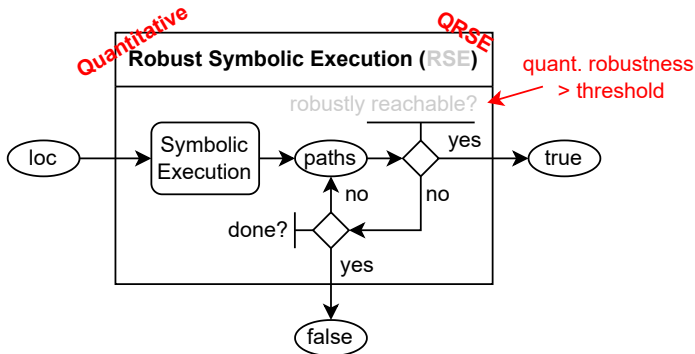 Quantitative
QRSE
Robust Symbolic Execution (RSE)
quant. robustness
> threshold
robustly reachable?
loc
Symbolic
Execution
paths
yes
true
no
no
done?
yes
false